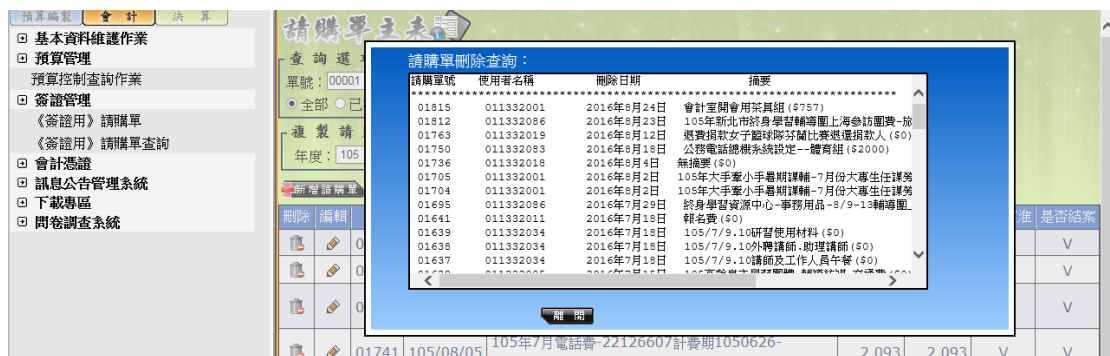 預算編製 會 計 決 算
基本資料維護作業
預算管理
預算控制查詢作業
簽證管理
《簽證用》請購單
《簽證用》請購單查詢
會計憑證
訊息公告管理系統
下載專區
問卷調查系統
請購單主表
查 詢 選
單號：00001
全部 已
複 製 請
年度：105
新增請購單
刪除 編輯 准 是否結案
V
V
V
請購單刪除查詢：
請購單號 使用者名稱 刪除日期 摘要
01815 011332001 2016年8月24日 會計室開會用茶具組($757)
01812 011332086 2016年8月23日 105年新北市終身學習輔導團上海參訪團費-旅
01763 011332019 2016年8月12日 退費捐款女子籃球隊芬蘭比賽退還捐款人($0)
01750 011332083 2016年8月18日 公務電話總機系統設定--體育組($2000)
01736 011332018 2016年8月4日 無摘要($0)
01705 011332001 2016年8月2日 105年大手牽小手暑期課輔-7月份大專生任課勞
01704 011332001 2016年8月2日 105年大手牽小手暑期課輔-7月份大專生任課勞
01695 011332086 2016年7月29日 終身學習資源中心-事務用品-8/9-13輔導團_
01641 011332011 2016年7月18日 報名費($0)
01639 011332034 2016年7月18日 105/7/9.10研習使用材料($0)
01638 011332034 2016年7月18日 105/7/9.10外聘講師.助理講師($0)
01637 011332034 2016年7月18日 105/7/9.10講師及工作人員午餐($0)
離 開
01741 105/08/05 105年7月電話費-22126607計費期1050626- 2,093 2,093 V V